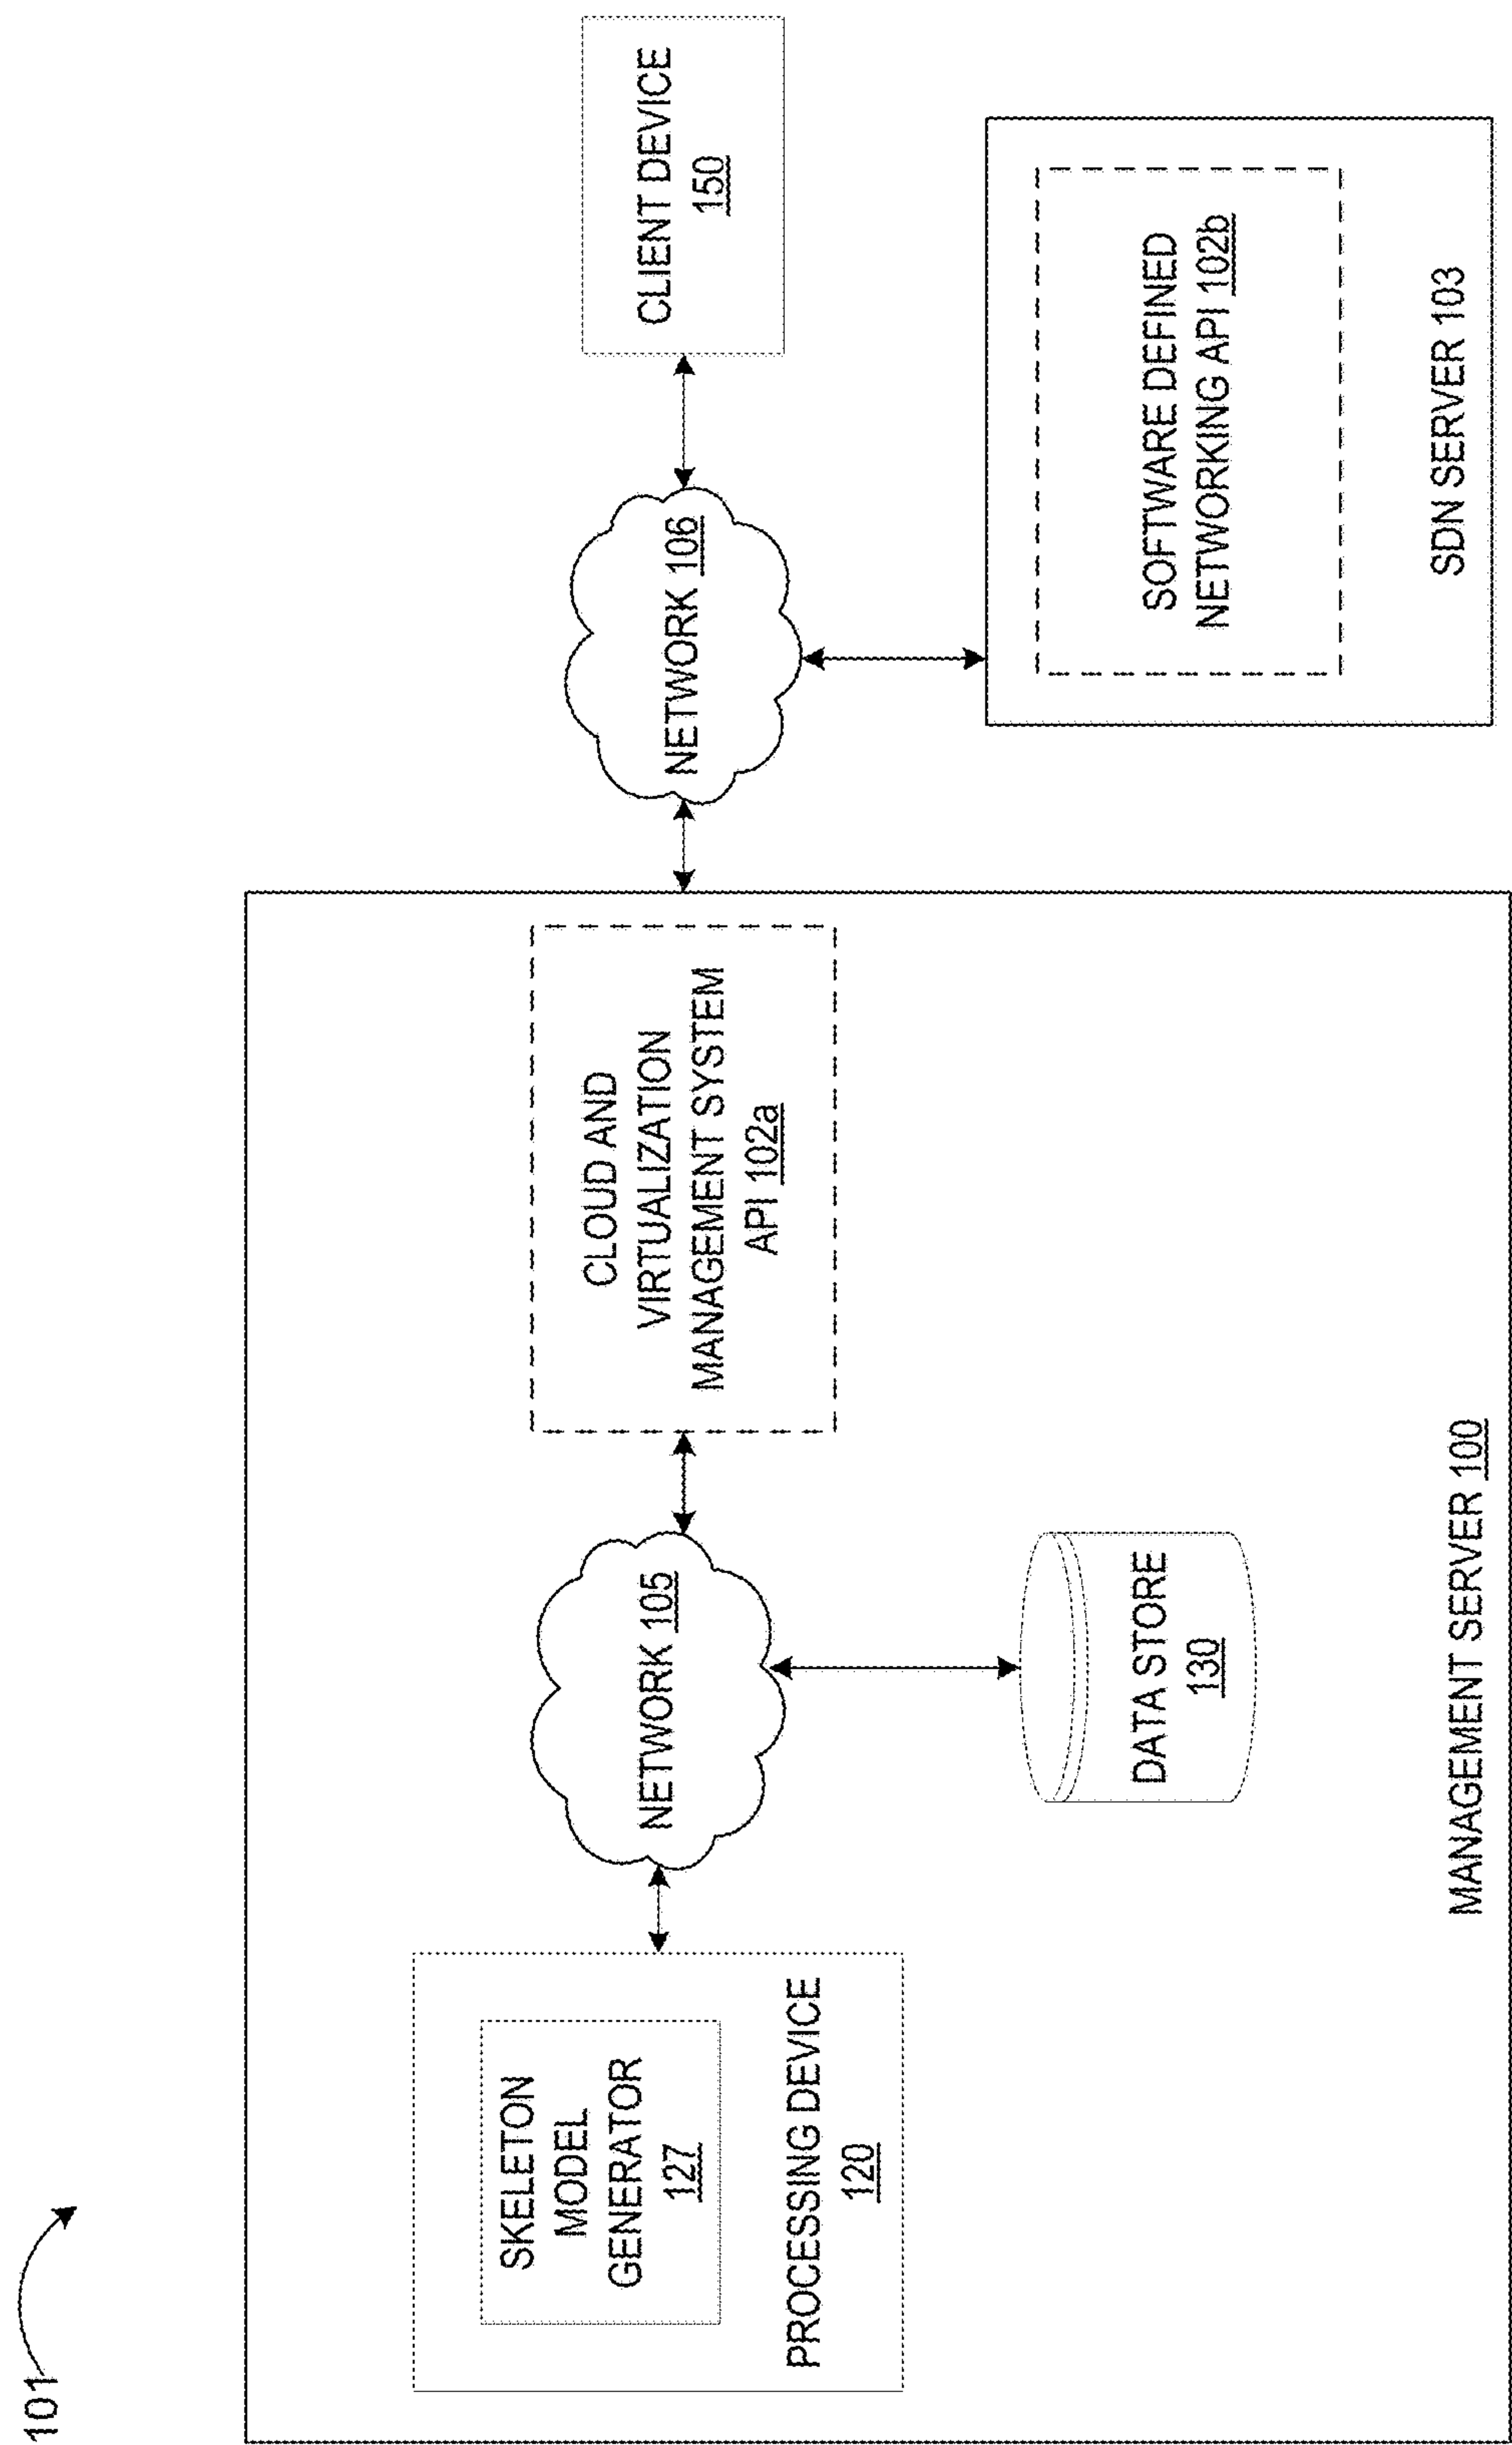 101
SKELETON
MODEL
GENERATOR
127
PROCESSING DEVICE
120
NETWORK 105
DATA STORE
130
CLOUD AND
VIRTUALIZATION
MANAGEMENT SYSTEM
API 102a
MANAGEMENT SERVER 100
NETWORK 106
CLIENT DEVICE
150
SOFTWARE DEFINED
NETWORKING API 102b
SDN SERVER 103